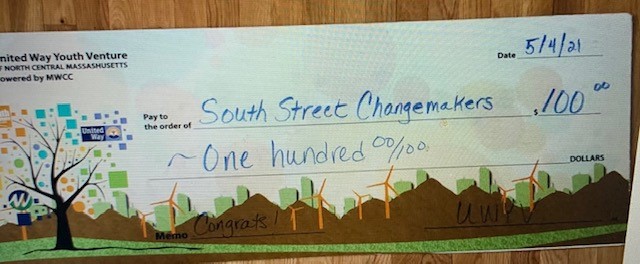 nited Way Youth Venture
F NORTH CENTRAL MASSACHUSETTS
owered by MWCC
Date 5/4/21
Pay to
the order of South Street Changemakers $100 00
United
Way
~ One hundred 00/100 DOLLARS
W
Memo Congrats! UWYV